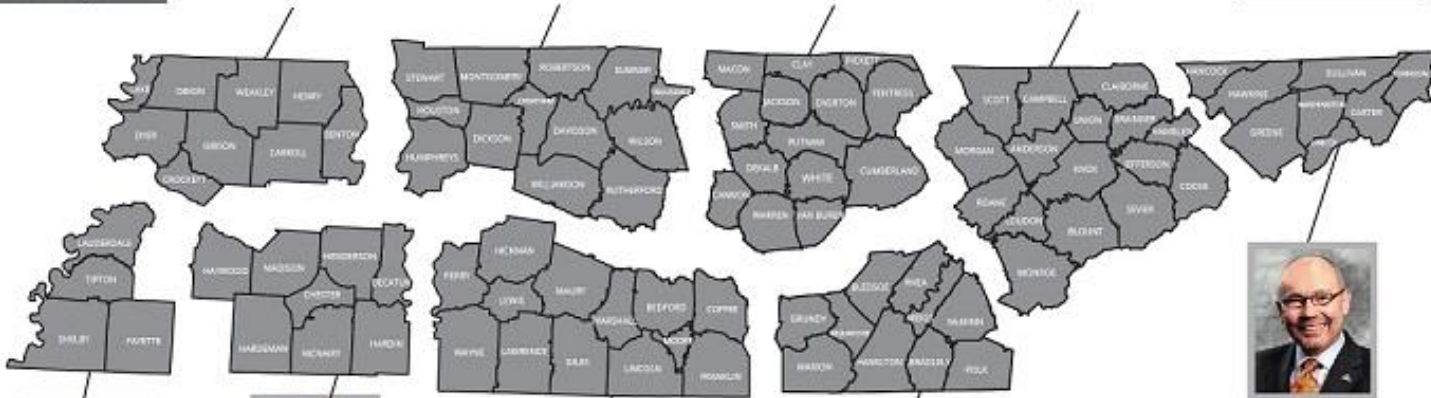 OBION
WEAKLEY
HENRY
DYER
GIBSON
CARROLL
BENTON
CROCKETT
STEWART
MONTGOMERY
ROBERTSON
SUMNER
HOUSTON
DICKSON
DAVIDSON
WILSON
HUMPHREYS
WILLIAMSON
RUTHERFORD
MACON
CLAY
PICKETT
JACKSON
OVERTON
FENTRESS
SMITH
PUTNAM
DEKALB
WHITE
CUMBERLAND
CANNON
WARREN
VAN BUREN
SCOTT
CAMPBELL
CLAIBORNE
UNION
GRAINGER
HAMBLEN
MORGAN
ANDERSON
KNOX
JEFFERSON
COCKE
ROANE
LOUDON
BLOUNT
SEVIER
MONROE
HANCOCK
HAWKINS
SULLIVAN
WASHINGTON
CARTER
GREENE
LAUDERDALE
TIPTON
SHELBY
FAYETTE
HAYWOOD
MADISON
HENDERSON
DECATUR
CHESTER
HARDEMAN
MCNAIRY
HARDIN
PERRY
HICKMAN
LEWIS
MAURY
MARSHALL
BEDFORD
COFFEE
MOORE
WAYNE
LAWRENCE
GILES
LINCOLN
FRANKLIN
BLEDSOE
RHEA
GRUNDY
MEIGS
MCMINN
MARION
HAMILTON
BRADLEY
POLK